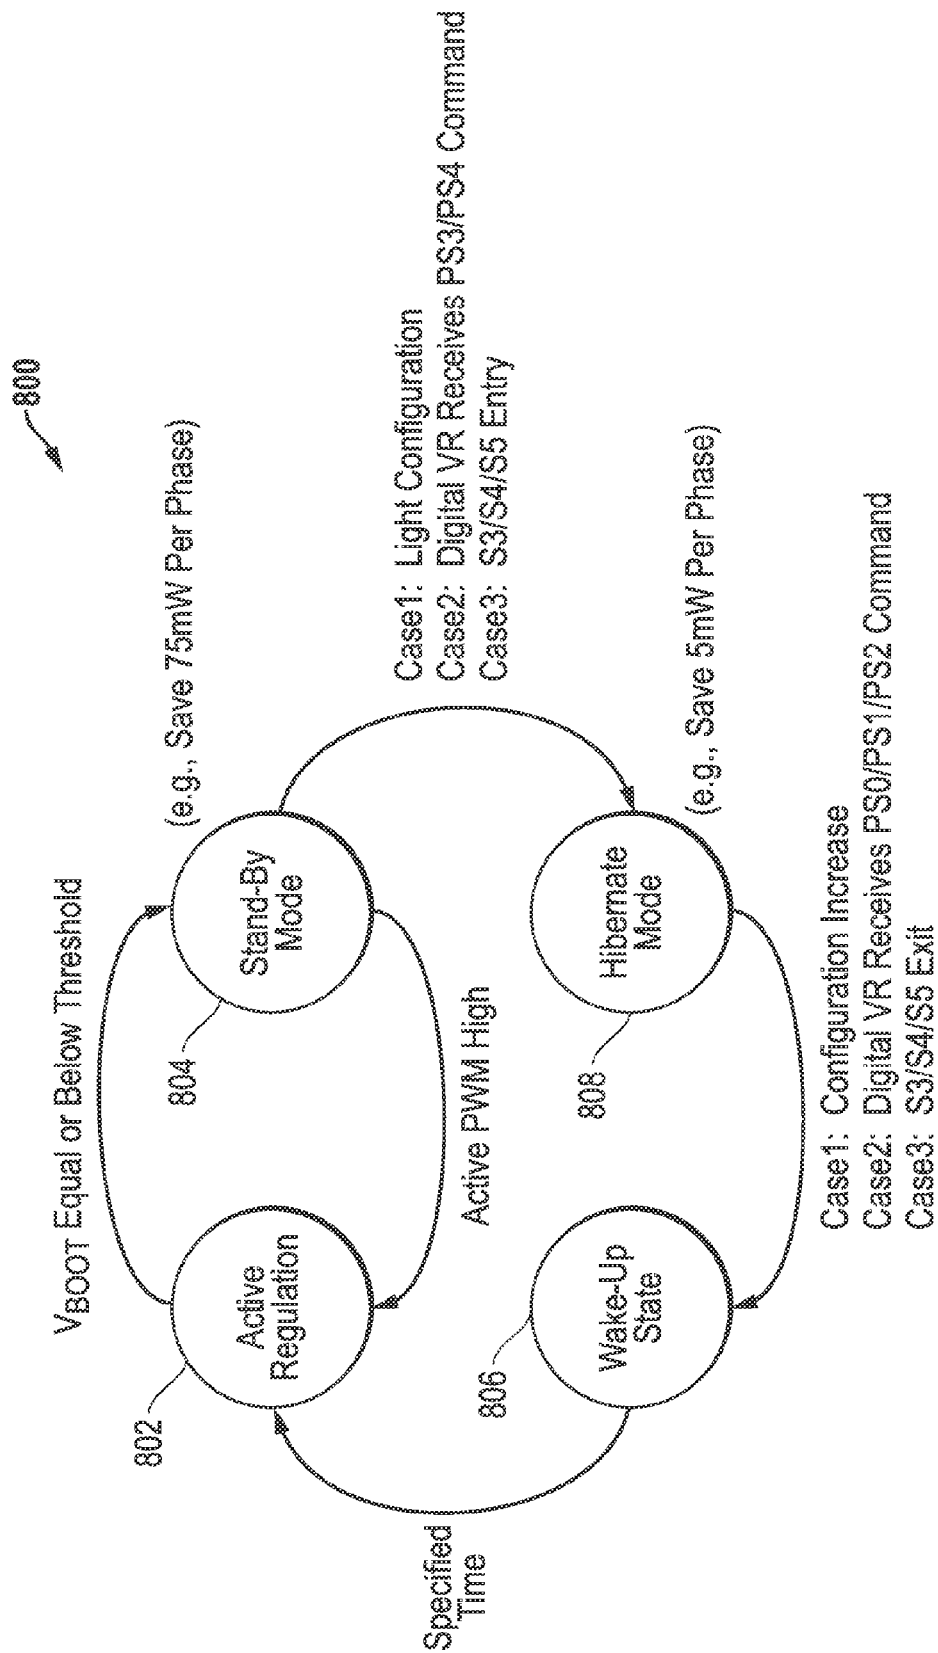 800
V_BOOT Equal or Below Threshold
(e.g., Save 75mW Per Phase)
802
Active
Regulation
804
Stand-By
Mode
Active PWM High
Case1: Light Configuration
Case2: Digital VR Receives PS3/PS4 Command
Case3: S3/S4/S5 Entry
Specified
Time
806
Wake-Up
State
808
Hibernate
Mode
(e.g., Save 5mW Per Phase)
Case1: Configuration Increase
Case2: Digital VR Receives PS0/PS1/PS2 Command
Case3: S3/S4/S5 Exit